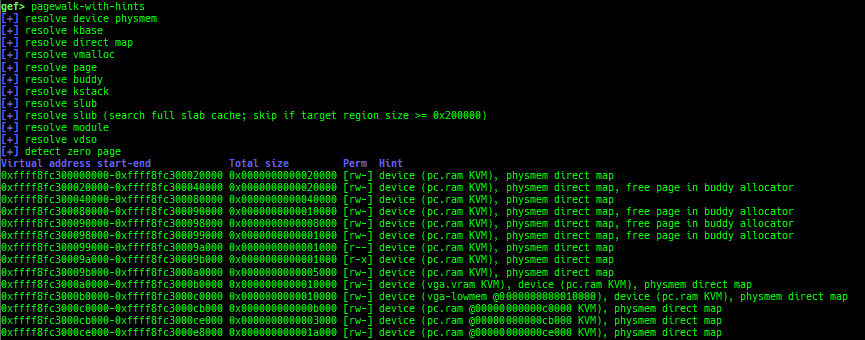 gef> pagewalk-with-hints
[+] resolve device physmem
[+] resolve kbase
[+] resolve direct map
[+] resolve vmalloc
[+] resolve page
[+] resolve buddy
[+] resolve kstack
[+] resolve slub
[+] resolve slub (search full slab cache; skip if target region size >= 0x200000)
[+] resolve module
[+] resolve vdso
[+] detect zero page
Virtual address start-end Total size Perm Hint
0xffff8fc300000000-0xffff8fc300020000 0x0000000000020000 [rw-] device (pc.ram KVM), physmem direct map
0xffff8fc300020000-0xffff8fc300040000 0x0000000000020000 [rw-] device (pc.ram KVM), physmem direct map, free page in buddy allocator
0xffff8fc300040000-0xffff8fc300080000 0x0000000000040000 [rw-] device (pc.ram KVM), physmem direct map
0xffff8fc300080000-0xffff8fc300090000 0x0000000000010000 [rw-] device (pc.ram KVM), physmem direct map, free page in buddy allocator
0xffff8fc300090000-0xffff8fc300098000 0x0000000000008000 [rw-] device (pc.ram KVM), physmem direct map, free page in buddy allocator
0xffff8fc300098000-0xffff8fc300099000 0x0000000000001000 [rw-] device (pc.ram KVM), physmem direct map, free page in buddy allocator
0xffff8fc300099000-0xffff8fc30009a000 0x0000000000001000 [r--] device (pc.ram KVM), physmem direct map
0xffff8fc30009a000-0xffff8fc30009b000 0x0000000000001000 [r-x] device (pc.ram KVM), physmem direct map
0xffff8fc30009b000-0xffff8fc3000a0000 0x0000000000005000 [rw-] device (pc.ram KVM), physmem direct map
0xffff8fc3000a0000-0xffff8fc3000b0000 0x0000000000010000 [rw-] device (vga.vram KVM), device (pc.ram KVM), physmem direct map
0xffff8fc3000b0000-0xffff8fc3000c0000 0x0000000000010000 [rw-] device (vga-lowmem @0000000000010000), device (pc.ram KVM), physmem direct map
0xffff8fc3000c0000-0xffff8fc3000cb000 0x000000000000b000 [rw-] device (pc.ram @00000000000c0000 KVM), physmem direct map
0xffff8fc3000cb000-0xffff8fc3000ce000 0x0000000000003000 [rw-] device (pc.ram @00000000000cb000 KVM), physmem direct map
0xffff8fc3000ce000-0xffff8fc3000e8000 0x000000000001a000 [rw-] device (pc.ram @00000000000ce000 KVM), physmem direct map